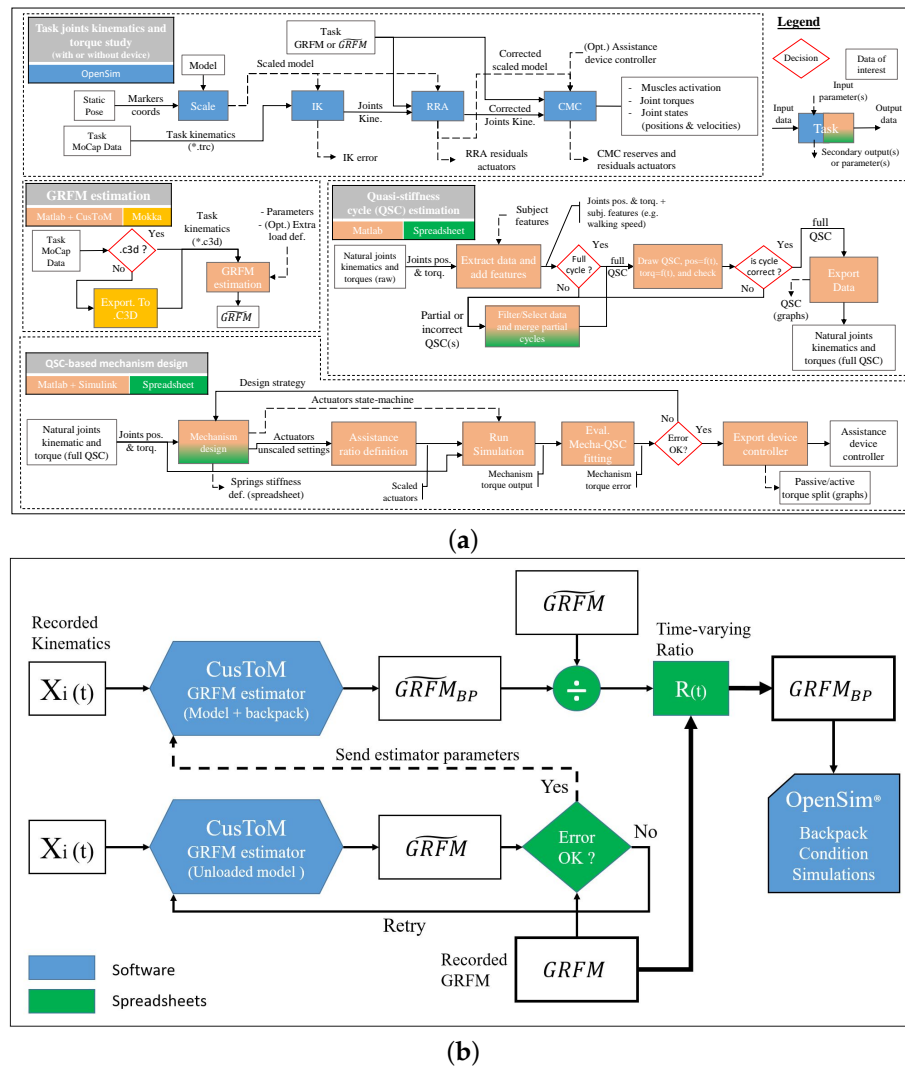 Task joints kinematics and
torque study
(with or without device)
OpenSim
Model
Static
Pose
Markers
coords
Scale
Scaled model
Task
MoCap Data
Task kinematics
(*.trc)
Task
GRFM or GRFM
IK
IK error
Joints
Kine.
RRA
RRA residuals
actuators
Corrected
scaled model
Corrected
Joints Kine.
(Opt.) Assistance
device controller
CMC
CMC reserves and
residuals actuators
- Muscles activation
- Joint torques
- Joint states
(positions & velocities)
Legend
Decision
Data of
interest
Input
parameter(s)
Input
data
Task
Output
data
Secondary output(s)
or parameter(s)
GRFM estimation
Matlab + CusToM
Mokka
Task
MoCap
Data
.c3d ?
Yes
No
Export. To
.C3D
Task
kinematics
(*.c3d)
- Parameters
- (Opt.) Extra
load def.
GRFM
estimation
GRFM
Quasi-stiffness
cycle (QSC) estimation
Matlab
Spreadsheet
Natural joints
kinematics and
torques (raw)
Joints pos.
& torq.
Subject
features
Extract data and
add features
Joints pos. & torq. +
subj. features (e.g.
walking speed)
Full
cycle ?
Yes
No
full
QSC
Partial or
incorrect
QSC(s)
Filter/Select data
and merge partial
cycles
Draw QSC, pos=f(t),
torq=f(t), and check
is cycle
correct ?
Yes
No
full
QSC
Export
Data
QSC
(graphs)
Natural joints
kinematics and
torques (full QSC)
QSC-based mechanism design
Matlab + Simulink
Spreadsheet
Design strategy
Actuators state-machine
Natural joints
kinematic and
torque (full QSC)
Joints pos.
& torq.
Mechanism
design
Springs stiffness
def. (spreadsheet)
Actuators
unscaled settings
Assistance
ratio definition
Scaled
actuators
Run
Simulation
Mechanism
torque output
Eval.
Mecha-QSC
fitting
Mechanism
torque error
Error
OK?
No
Yes
Export device
controller
Passive/active
torque split (graphs)
Assistance
device
controller
(a)
Recorded
Kinematics
Xi (t)
CusToM
GRFM estimator
(Model + backpack)
GRFMBP
GRFM
÷
Time-varying
Ratio
R(t)
GRFMBP
Send estimator parameters
Yes
Xi (t)
CusToM
GRFM estimator
(Unloaded model )
GRFM
Error
OK ?
No
Retry
Recorded
GRFM
GRFM
OpenSim®
Backpack
Condition
Simulations
Software
Spreadsheets
(b)